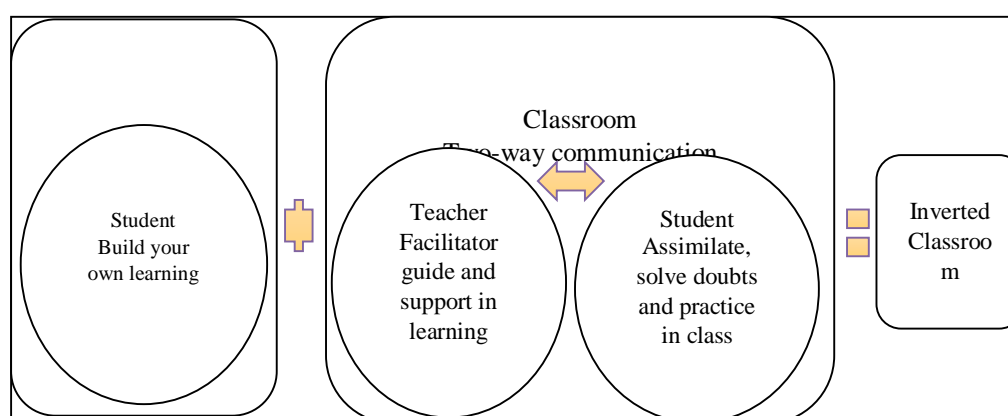 Student
Build your
own learning
Classroom
Two-way communication
Teacher
Facilitator
guide and
support in
learning
Student
Assimilate,
solve doubts
and practice
in class
Inverted
Classroo
m